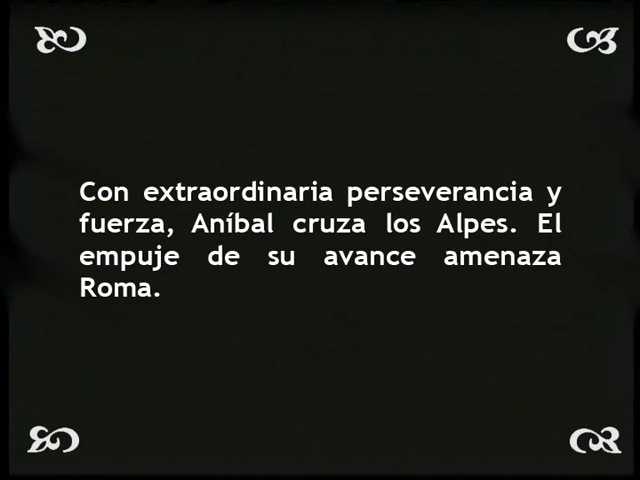 Con extraordinaria perseverancia y
fuerza, Aníbal cruza los Alpes. El
empuje de su avance amenaza
Roma.